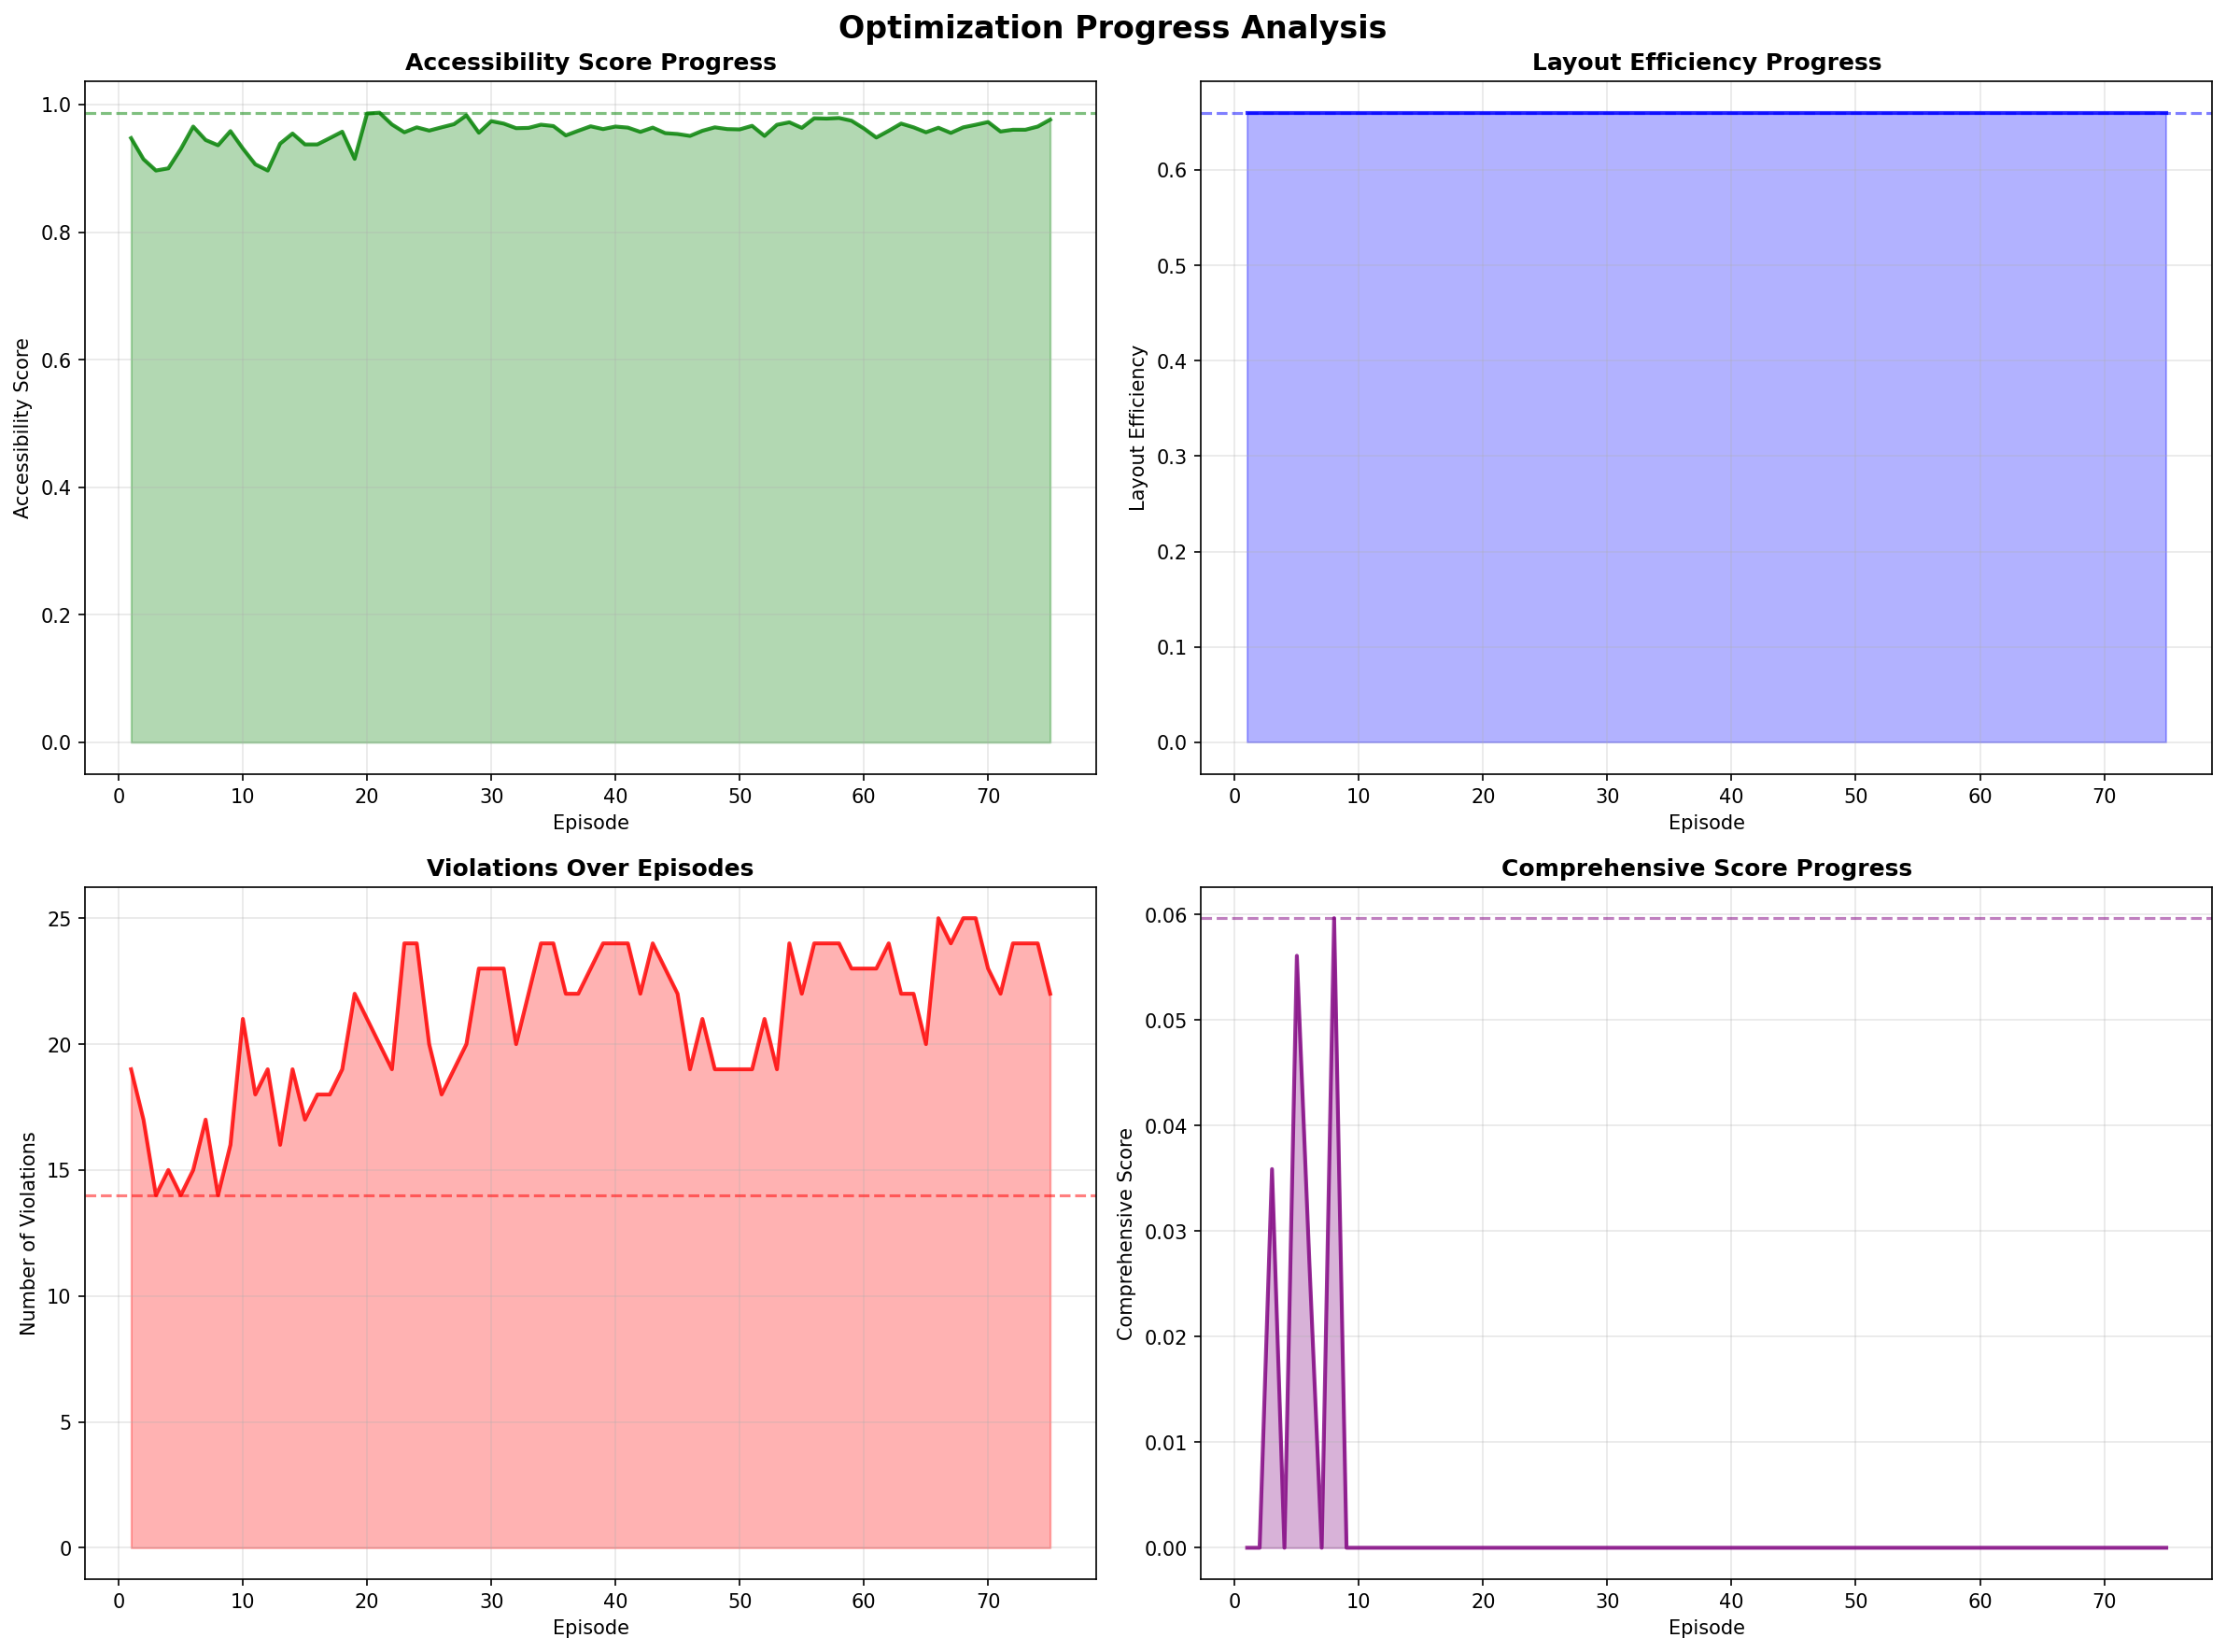 Optimization Progress Analysis
Accessibility Score Progress
1.0
0.8
0.6
0.4
0.2
0.0
Accessibility Score
0 10 20 30 40 50 60 70
Episode
Layout Efficiency Progress
0.6
0.5
0.4
0.3
0.2
0.1
0.0
Layout Efficiency
0 10 20 30 40 50 60 70
Episode
Violations Over Episodes
25
20
15
10
5
0
Number of Violations
0 10 20 30 40 50 60 70
Episode
Comprehensive Score Progress
0.06
0.05
0.04
0.03
0.02
0.01
0.00
Comprehensive Score
0 10 20 30 40 50 60 70
Episode